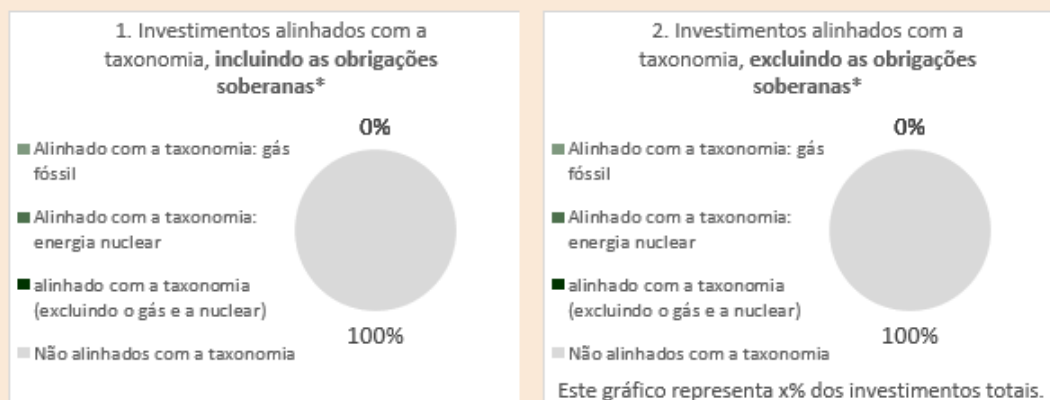 1. Investimentos alinhados com a
taxonomia, incluindo as obrigações
soberanas*
0%
Alinhado com a taxonomia: gás
fóssil
Alinhado com a taxonomia:
energia nuclear
alinhado com a taxonomia
(excluindo o gás e a nuclear)
100%
Não alinhados com a taxonomia
2. Investimentos alinhados com a
taxonomia, excluindo as obrigações
soberanas*
0%
Alinhado com a taxonomia: gás
fóssil
Alinhado com a taxonomia:
energia nuclear
alinhado com a taxonomia
(excluindo o gás e a nuclear)
100%
Não alinhados com a taxonomia
Este gráfico representa x% dos investimentos totais.